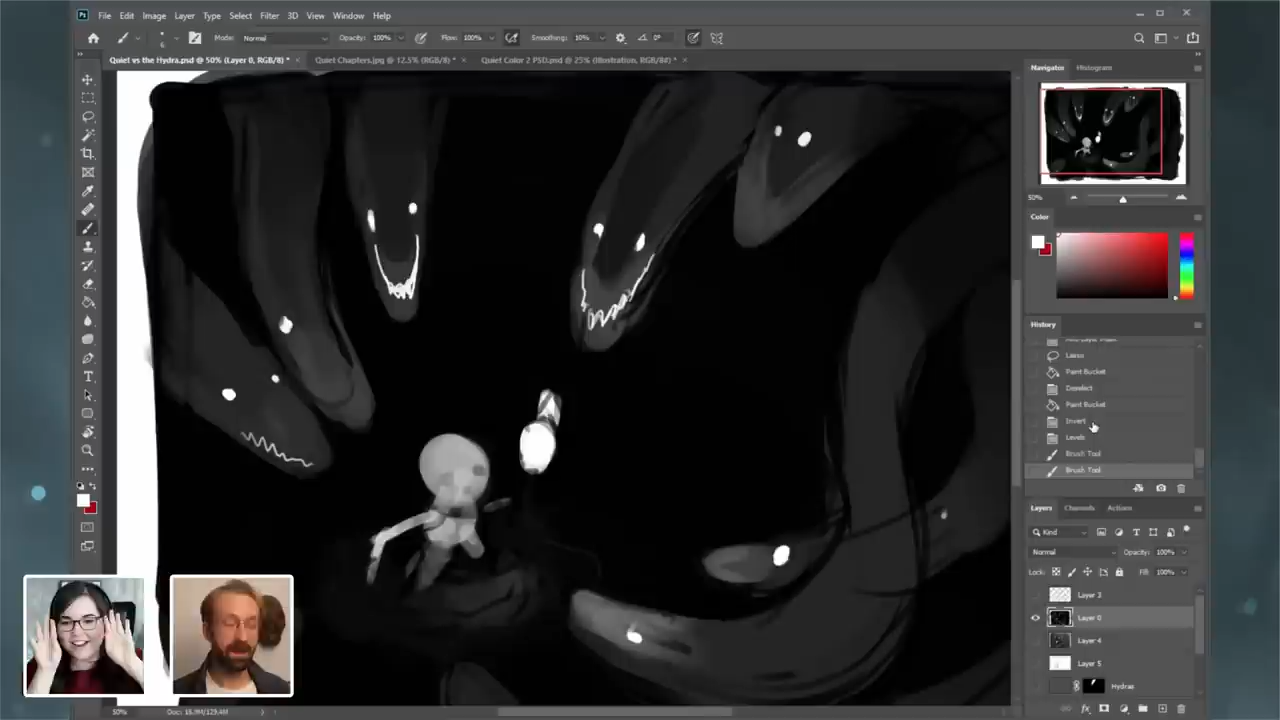 Ps File Edit Image Layer Type Select Filter 3D View Window Help
6 Mode: Normal Opacity: 100% Flow: 100% Smoothing: 10% 0°
Quiet vs the Hydra.psd @ 50% (Layer 0, RGB/8) * × Quiet Chapters.jpg @ 12.5% (RGB/8) * × Quiet Color 2 PSD.psd @ 25% (Illustration, RGB/8#) * ×
Navigator Histogram
50%
Color
History
Lasso
Paint Bucket
Deselect
Paint Bucket
Invert
Levels
Brush Tool
Brush Tool
Layers Channels Actions
Kind
Normal Opacity: 100%
Lock: Fill: 100%
Layer 3
Layer 0
Layer 4
Layer 5
Hydras
50%